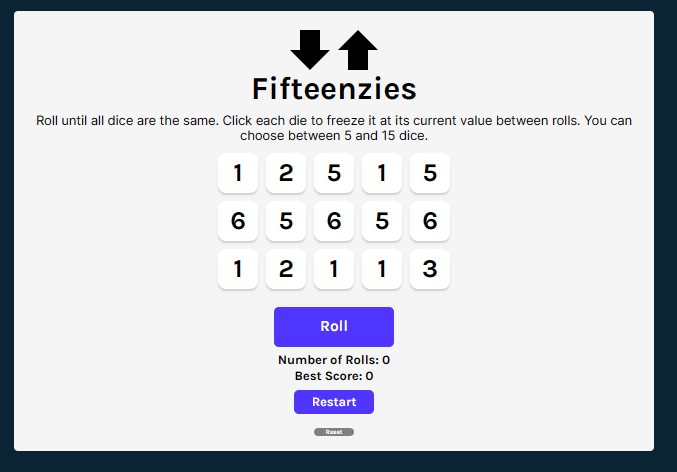 Fifteenzies
Roll until all dice are the same. Click each die to freeze it at its current value between rolls. You can
choose between 5 and 15 dice.
1 2 5 1 5
6 5 6 5 6
1 2 1 1 3
Roll
Number of Rolls: 0
Best Score: 0
Restart
Reset